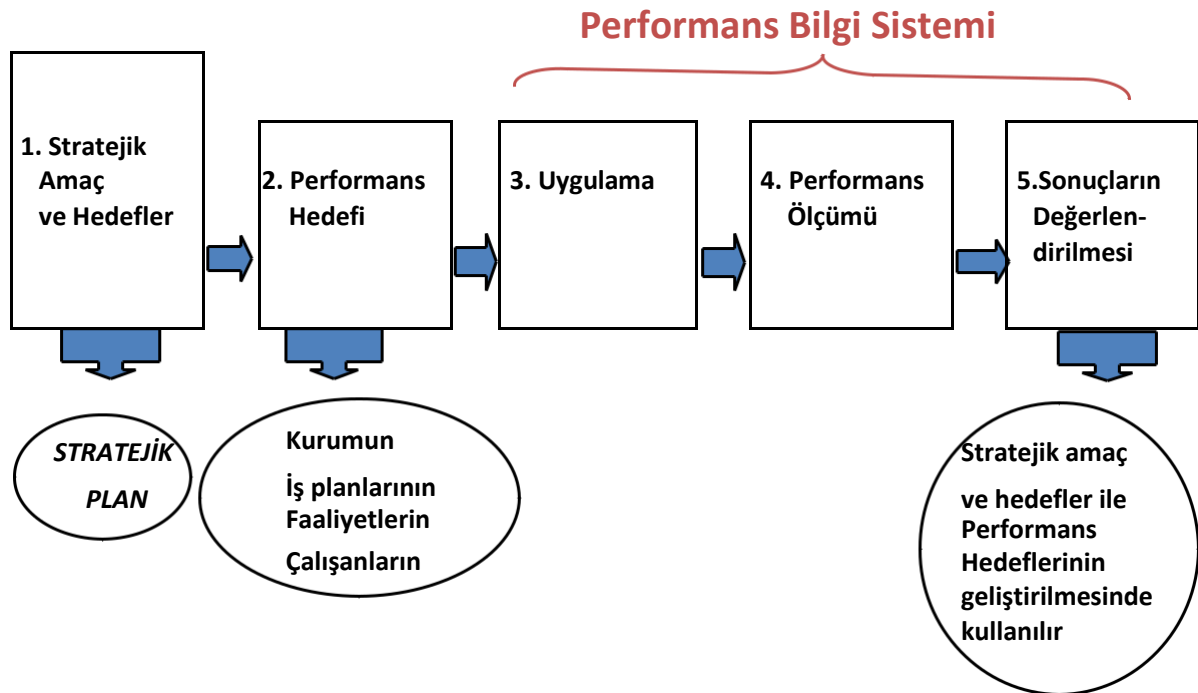 Performans Bilgi Sistemi
1. Stratejik
Amaç
ve Hedefler
2. Performans
Hedefi
3. Uygulama
4. Performans
Ölçümü
5.Sonuçların
Değerlen-
dirilmesi
STRATEJİK
PLAN
Kurumun
İş planlarının
Faaliyetlerin
Çalışanların
Stratejik amaç
ve hedefler ile
Performans
Hedeflerinin
geliştirilmesinde
kullanılır